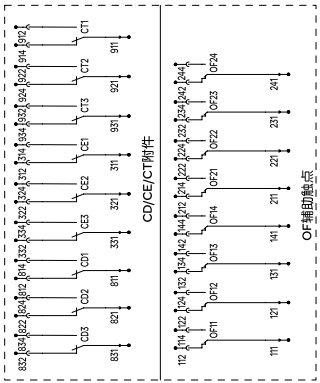 912
CT1
911
914
922
CT2
921
924
932
CT3
931
934
314
CE1
311
312
324
CE2
321
322
334
CE3
331
332
814
CD1
811
812
824
CD2
821
822
834
CD3
831
832
CD/CE/CT附件
OF24
244
241
242
OF23
234
231
232
OF22
224
221
222
OF21
214
211
212
OF14
144
141
142
OF13
134
131
132
OF12
124
121
122
OF11
114
111
112
OF辅助触点